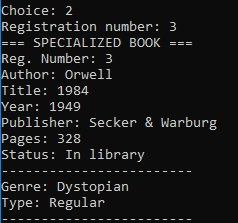 Choice: 2
Registration number: 3
=== SPECIALIZED BOOK ===
Reg. Number: 3
Author: Orwell
Title: 1984
Year: 1949
Publisher: Secker & Warburg
Pages: 328
Status: In library
-------------------------
Genre: Dystopian
Type: Regular
-------------------------